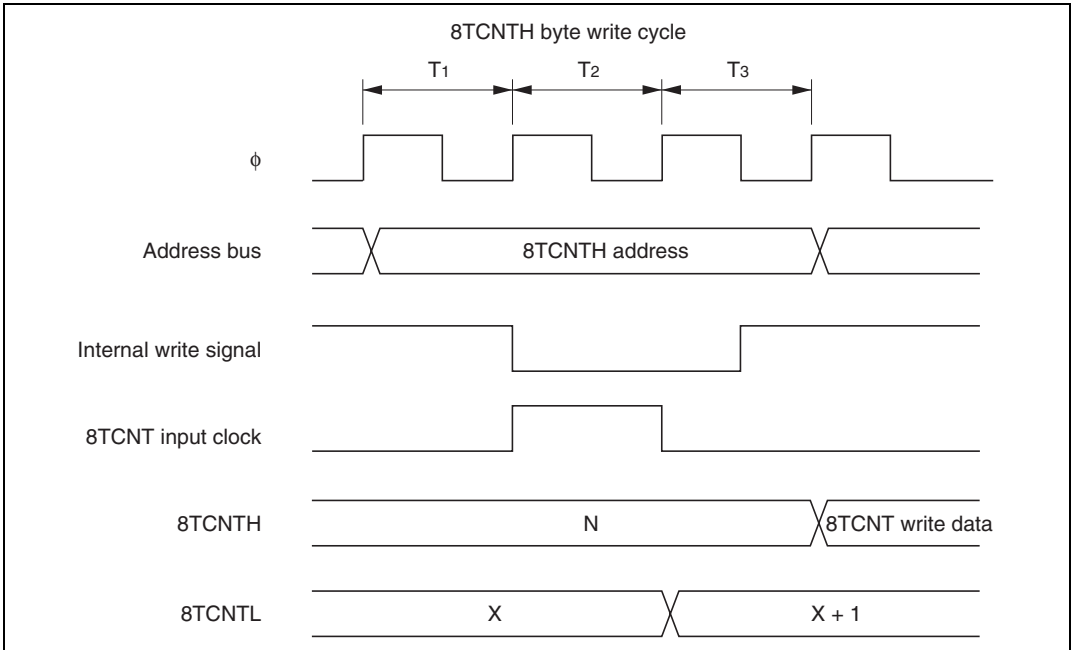 8TCNTH byte write cycle
T1 T2 T3
φ
Address bus 8TCNTH address
Internal write signal
8TCNT input clock
8TCNTH N 8TCNT write data
8TCNTL X X + 1